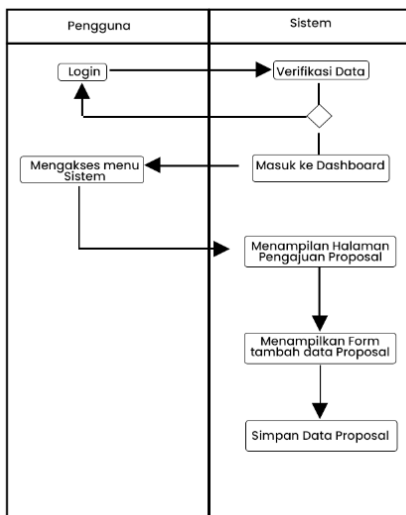 Pengguna
Sistem
Login
Verifikasi Data
Masuk ke Dashboard
Mengakses menu
Sistem
Menampilan Halaman
Pengajuan Proposal
Menampilkan Form
tambah data Proposal
Simpan Data Proposal